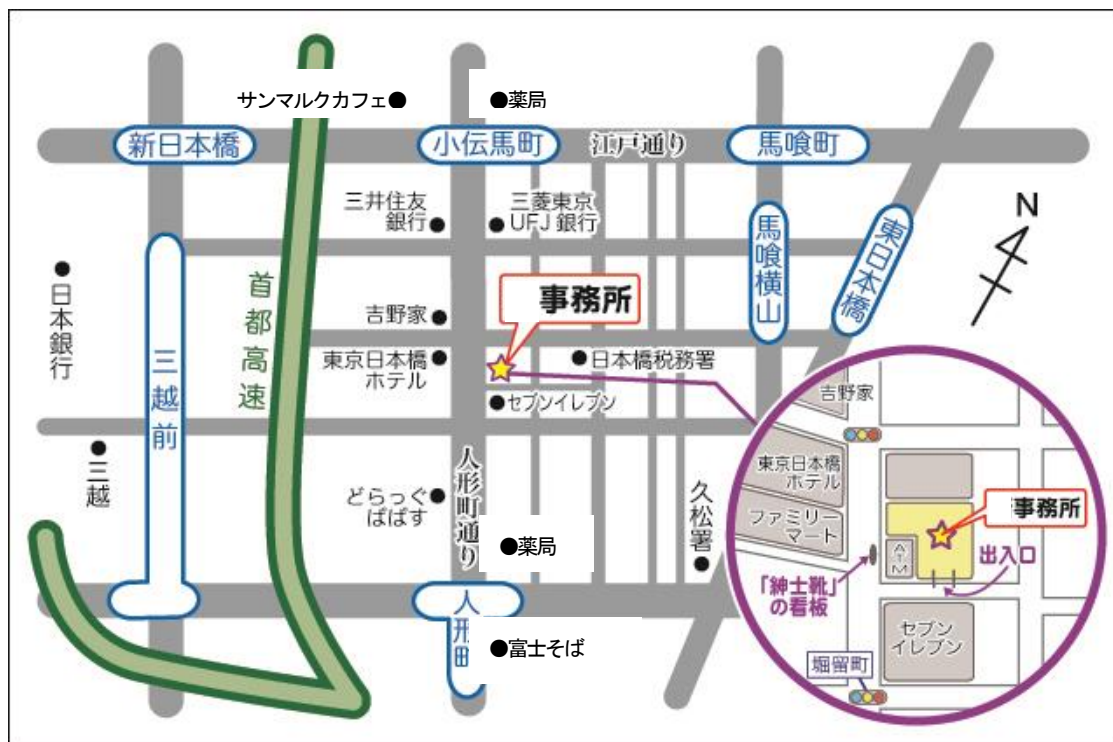 サンマルクカフェ●
●薬局
新日本橋
小伝馬町
江戸通り
馬喰町
三井住友
銀行●
三菱東京
●UFJ銀行
N
馬喰横山
東日本橋
●日本銀行
首都高速
吉野家●
事務所
三越前
東京日本橋●
ホテル
●日本橋税務署
●セブンイレブン
●三越
人形町通り
どらっぐ●
ぱぱす
久松署●
●薬局
人形町
●富士そば
吉野家
東京日本橋
ホテル
ファミリー
マート
事務所
ATM
出入口
「紳士靴」
の看板
セブン
イレブン
堀留町